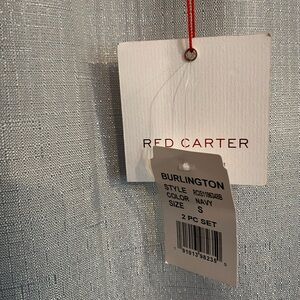 RED CARTER
BURLINGTON
STYLE
COLOR NAVY
SIZE S
2 PC SET